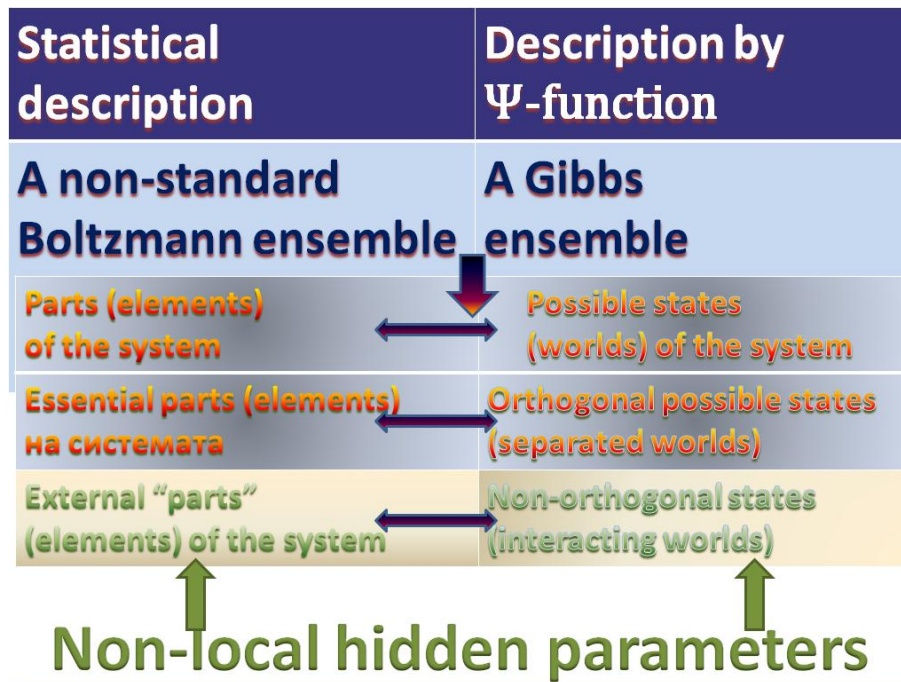 Statistical
description
Description by
Ψ-function
A non-standard
Boltzmann ensemble
A Gibbs
ensemble
Parts (elements)
of the system
Possible states
(worlds) of the system
Essential parts (elements)
на системата
Orthogonal possible states
(separated worlds)
External “parts”
(elements) of the system
Non-orthogonal states
(interacting worlds)
Non-local hidden parameters